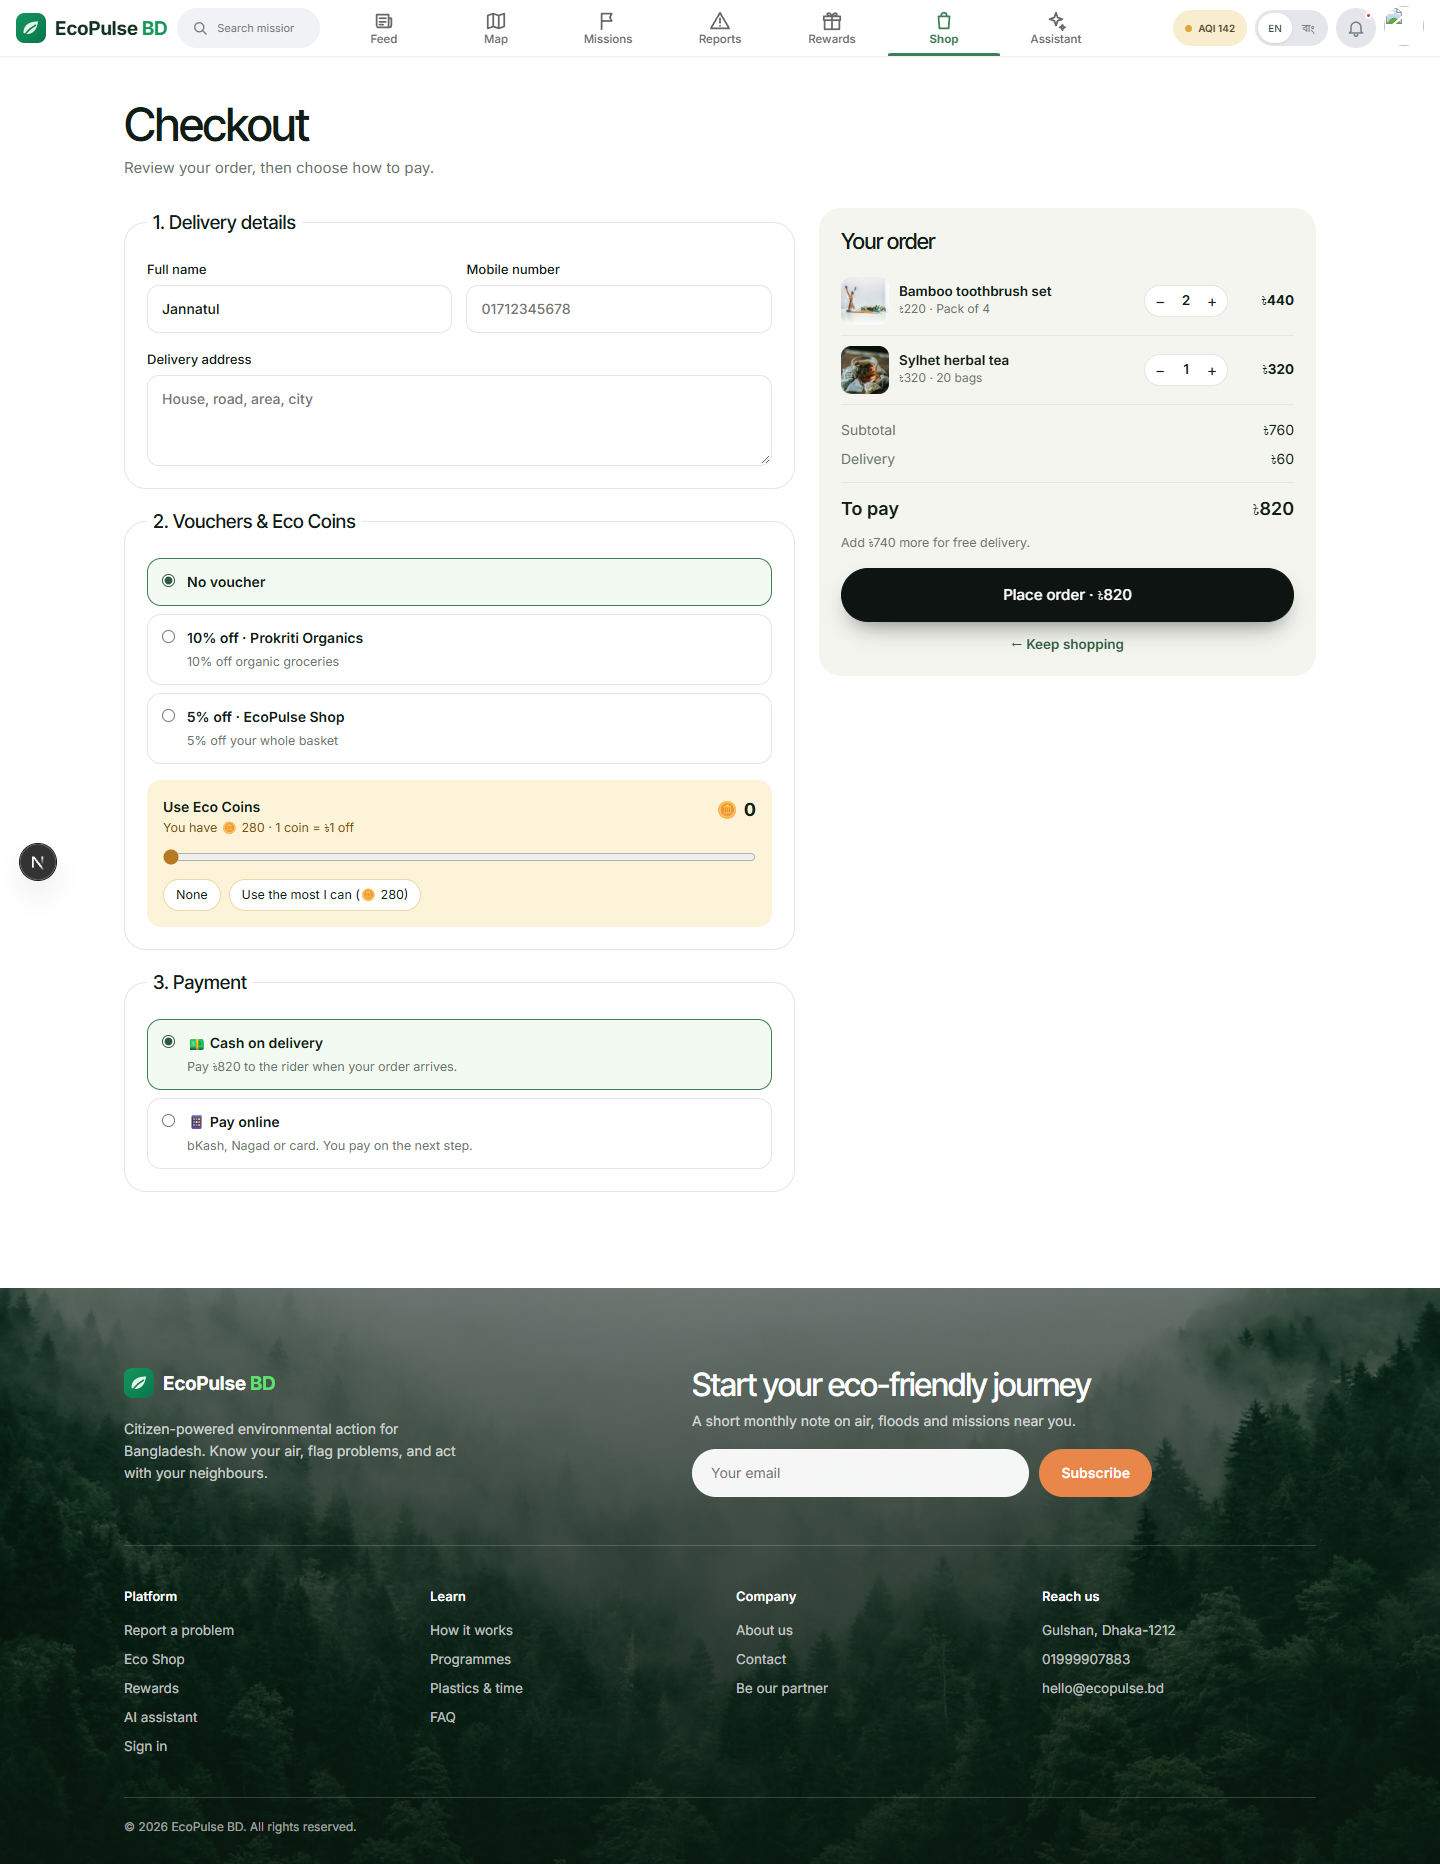 EcoPulse BD
Search mission
Feed
Map
Missions
Reports
Rewards
Shop
Assistant
AQI 142
EN
বাং
Checkout
Review your order, then choose how to pay.
1. Delivery details
Full name
Mobile number
Jannatul
01712345678
Delivery address
House, road, area, city
2. Vouchers & Eco Coins
No voucher
10% off · Prokriti Organics
10% off organic groceries
5% off · EcoPulse Shop
5% off your whole basket
Use Eco Coins
0
You have 280 · 1 coin = ৳1 off
None
Use the most I can (280)
3. Payment
Cash on delivery
Pay ৳820 to the rider when your order arrives.
Pay online
bKash, Nagad or card. You pay on the next step.
Your order
Bamboo toothbrush set
৳220 · Pack of 4
− 2 +
৳440
Sylhet herbal tea
৳320 · 20 bags
− 1 +
৳320
Subtotal
৳760
Delivery
৳60
To pay
৳820
Add ৳740 more for free delivery.
Place order · ৳820
← Keep shopping
N
EcoPulse BD
Citizen-powered environmental action for
Bangladesh. Know your air, flag problems, and act
with your neighbours.
Start your eco-friendly journey
A short monthly note on air, floods and missions near you.
Your email
Subscribe
Platform
Report a problem
Eco Shop
Rewards
AI assistant
Sign in
Learn
How it works
Programmes
Plastics & time
FAQ
Company
About us
Contact
Be our partner
Reach us
Gulshan, Dhaka-1212
01999907883
hello@ecopulse.bd
© 2026 EcoPulse BD. All rights reserved.